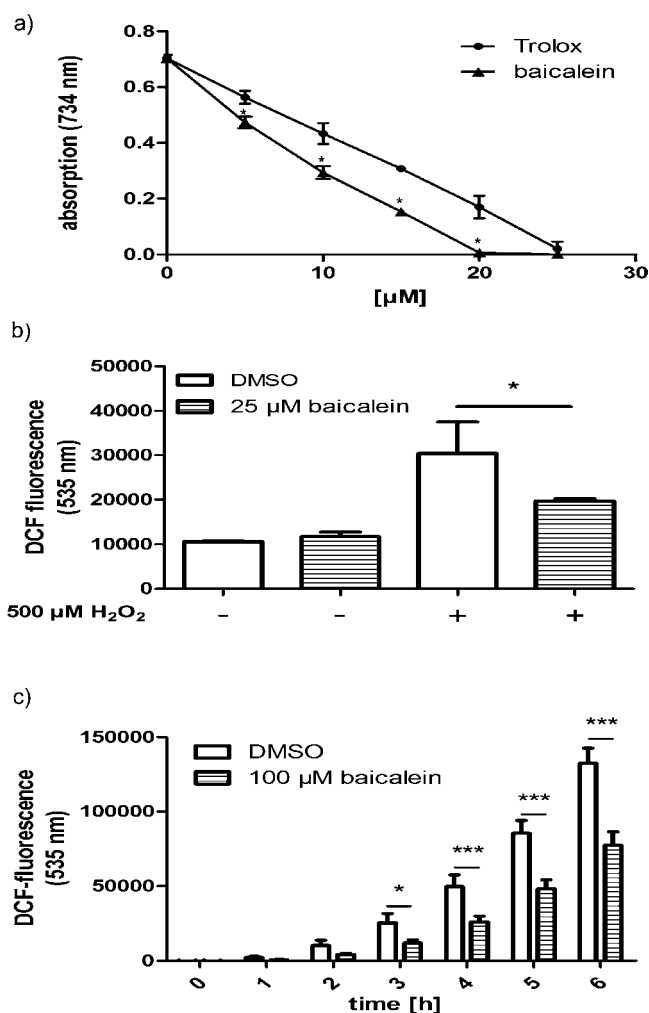 a)
Trolox
baicalein
absorption (734 nm)
0.8
0.6
0.4
0.2
0.0
*
*
*
*
0
10
20
30
[µM]
b)
DMSO
25 µM baicalein
DCF fluorescence
(535 nm)
50000
40000
30000
20000
10000
0
*
500 µM H₂O₂
–
–
+
+
c)
DMSO
100 µM baicalein
DCF-fluorescence
(535 nm)
150000
100000
50000
0
*
***
***
***
0
1
2
3
4
5
6
time [h]